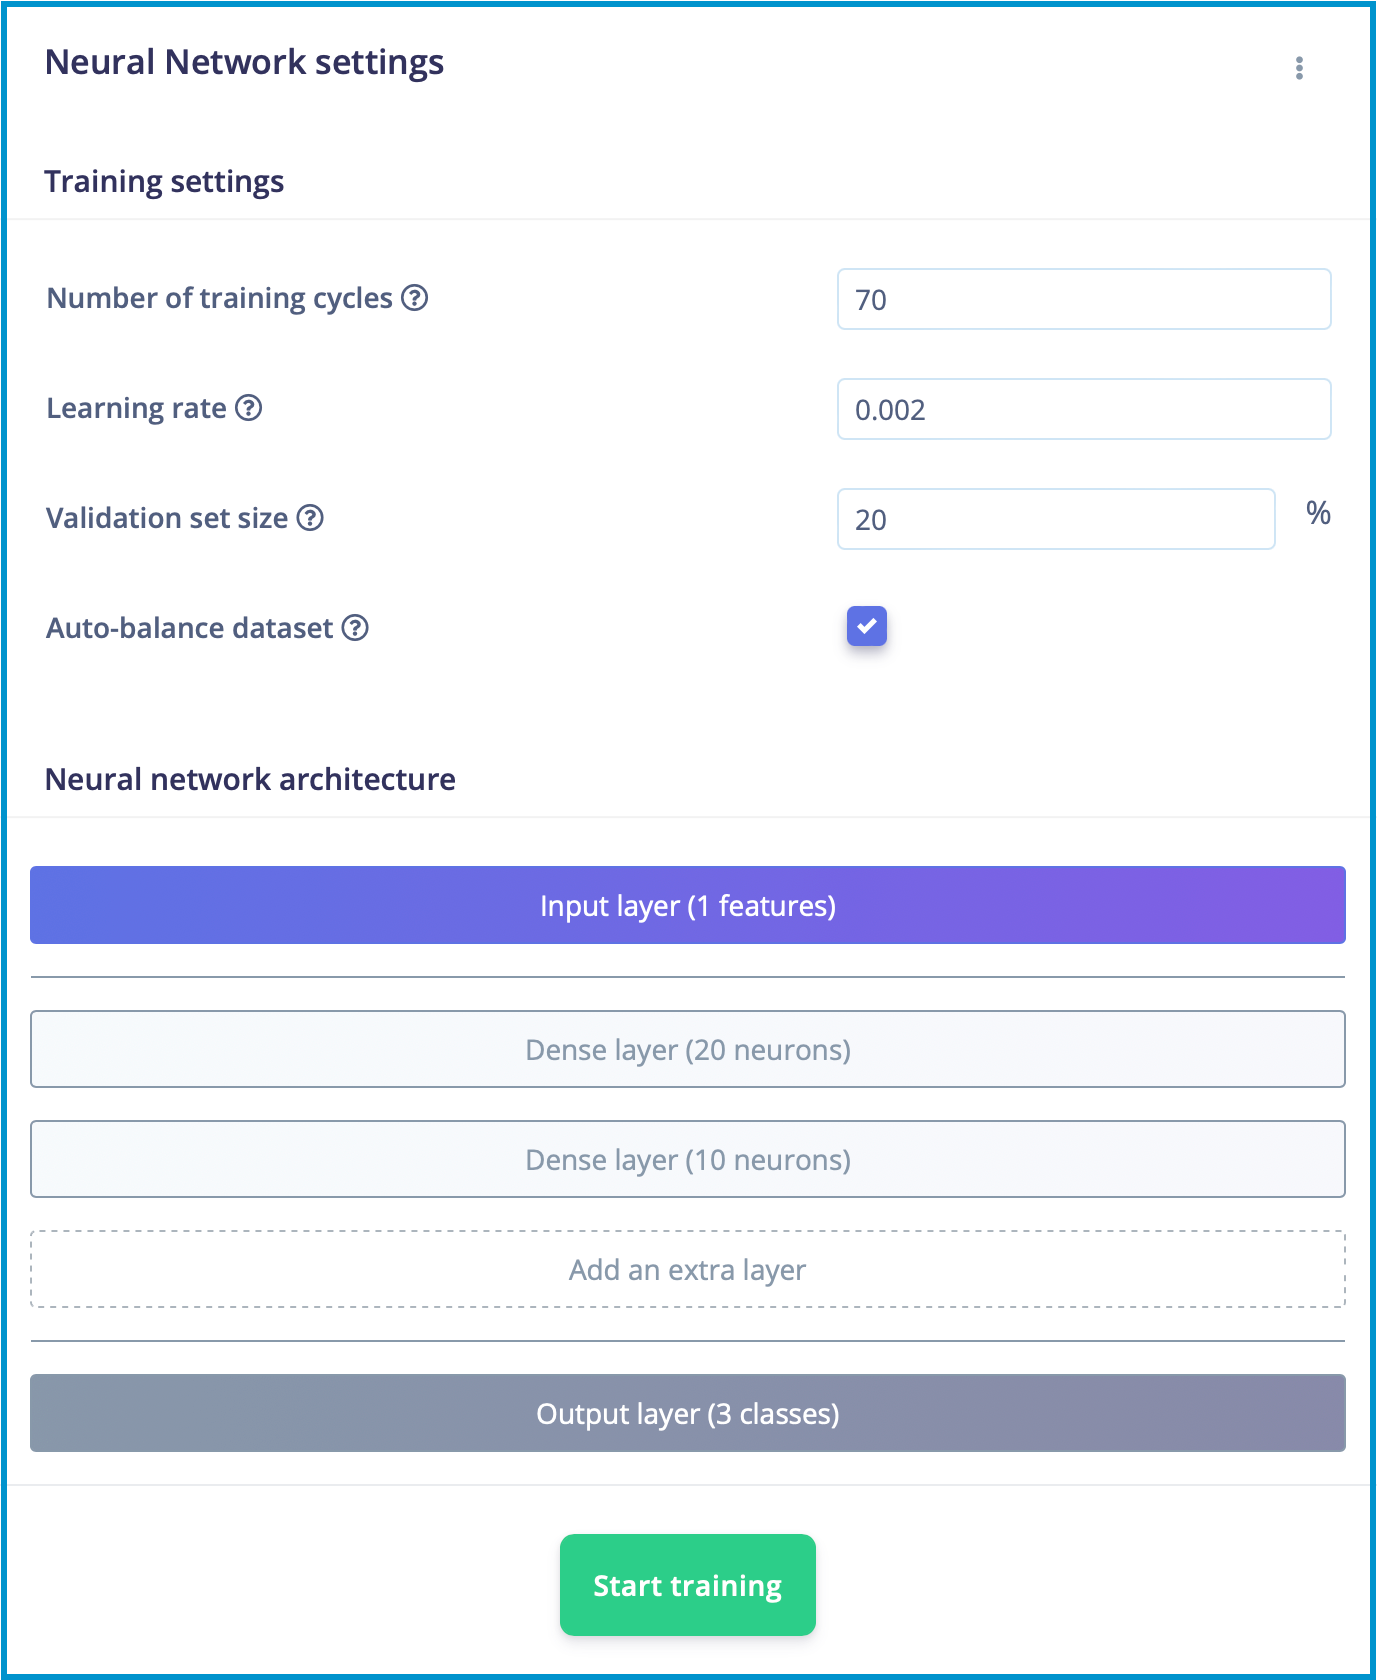 Neural Network settings
Training settings
Number of training cycles
70
Learning rate
0.002
Validation set size
20
%
Auto-balance dataset
Neural network architecture
Input layer (1 features)
Dense layer (20 neurons)
Dense layer (10 neurons)
Add an extra layer
Output layer (3 classes)
Start training